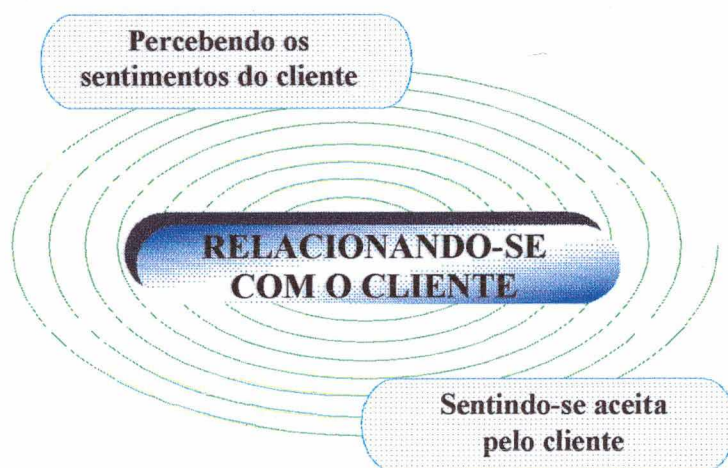 Percebendo os
sentimentos do cliente
RELACIONANDO-SE
COM O CLIENTE
Sentindo-se aceita
pelo cliente